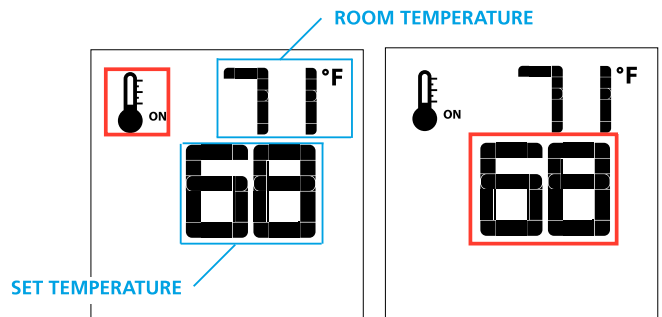 ROOM TEMPERATURE
ON 71 °F
68
SET TEMPERATURE
ON 71 °F
68